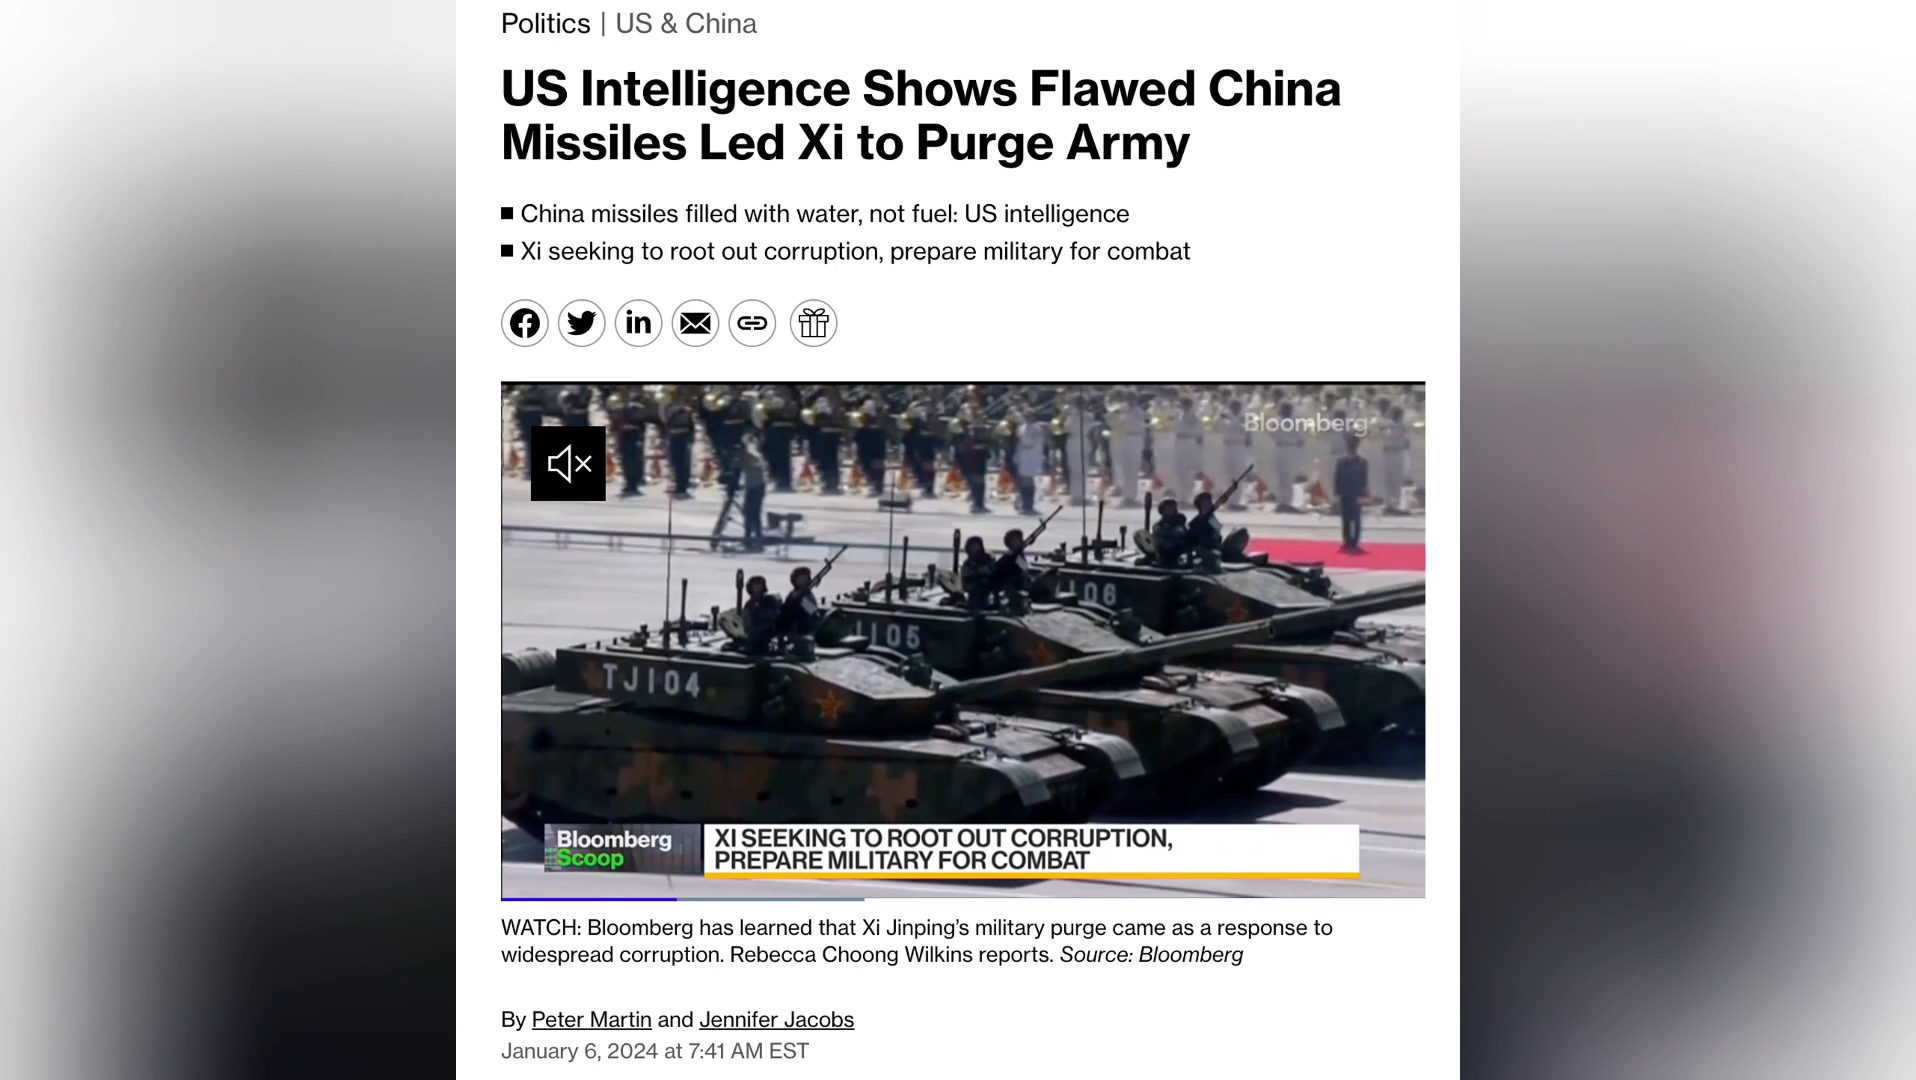 Politics | US & China
US Intelligence Shows Flawed China
Missiles Led Xi to Purge Army
China missiles filled with water, not fuel: US intelligence
Xi seeking to root out corruption, prepare military for combat
in
Bloomberg
106
1105
TJ104
Bloomberg
Scoop
XI SEEKING TO ROOT OUT CORRUPTION,
PREPARE MILITARY FOR COMBAT
WATCH: Bloomberg has learned that Xi Jinping’s military purge came as a response to
widespread corruption. Rebecca Choong Wilkins reports. Source: Bloomberg
By Peter Martin and Jennifer Jacobs
January 6, 2024 at 7:41 AM EST